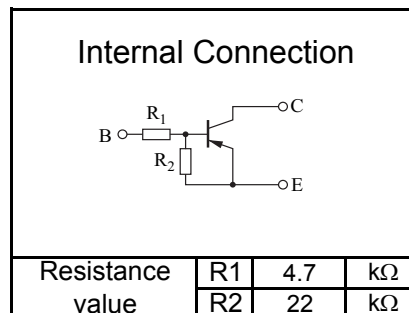 Internal Connection
C
R1
B
R2
E
Resistance value
R1 4.7 kΩ
R2 22 kΩ